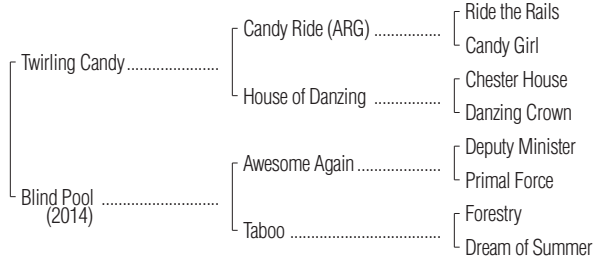 Ride the Rails
Candy Ride (ARG) ................
Candy Girl
Twirling Candy......................
Chester House
House of Danzing ................
Danzing Crown
Deputy Minister
Awesome Again....................
Primal Force
Blind Pool ............................
(2014)
Forestry
Taboo ....................................
Dream of Summer